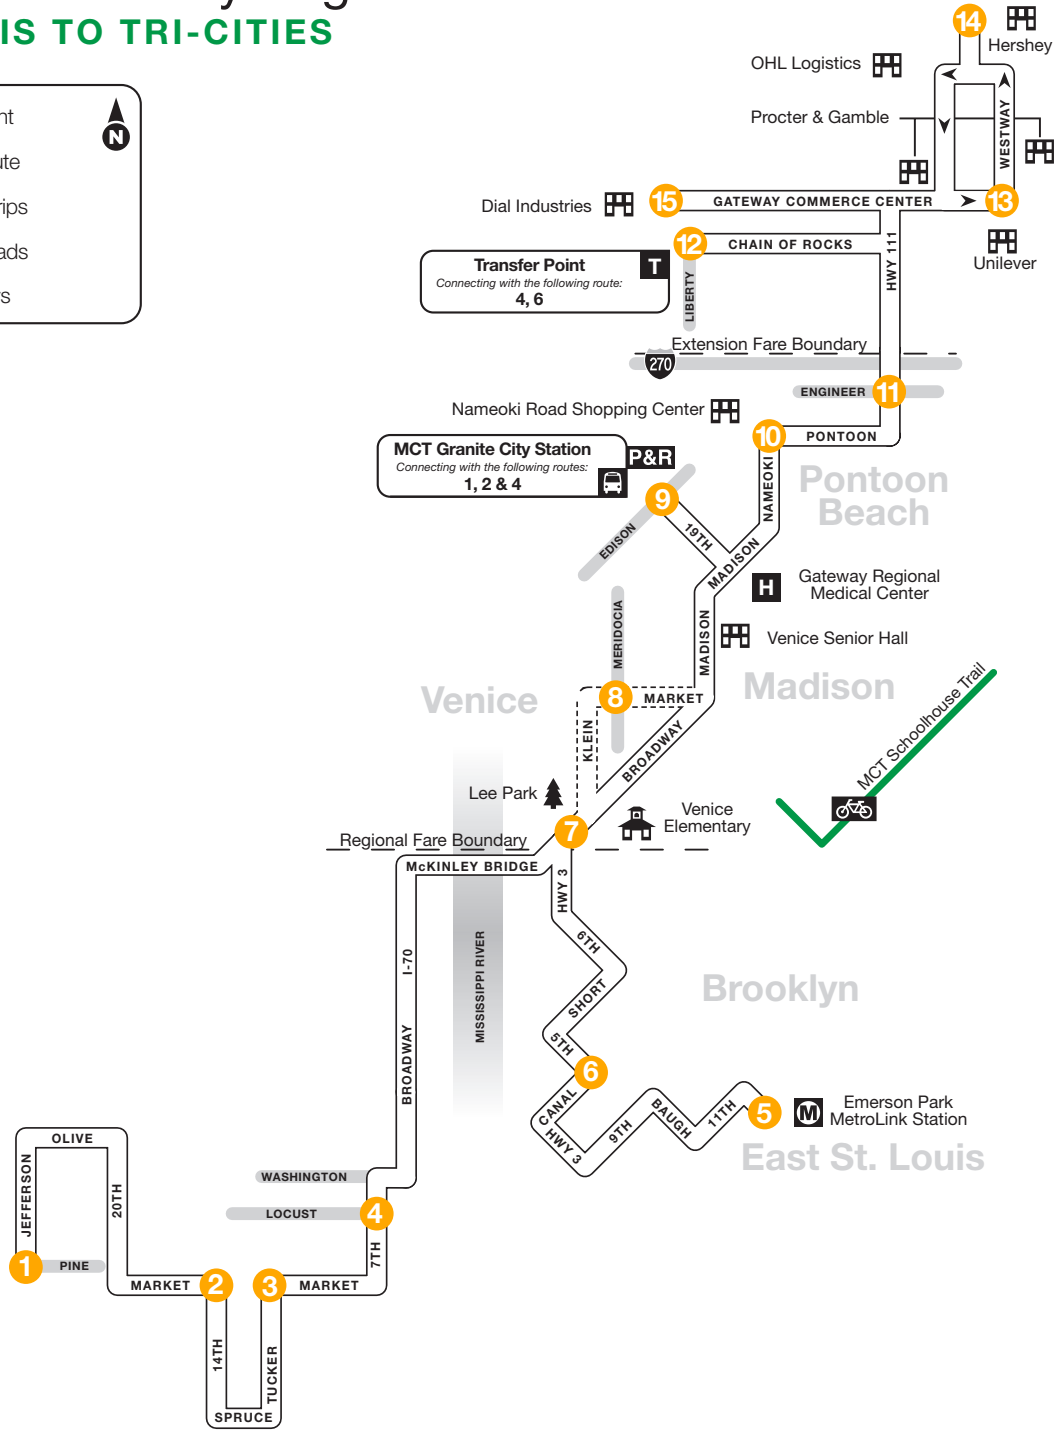 IS TO TRI-CITIES
N
14
Hershey
OHL Logistics
Procter & Gamble
WESTWAY
Dial Industries
15
GATEWAY COMMERCE CENTER
13
Unilever
12
CHAIN OF ROCKS
HWY 111
LIBERTY
Transfer Point
T
Connecting with the following route:
4, 6
Extension Fare Boundary
270
ENGINEER
11
Nameoki Road Shopping Center
10
PONTOON
NAMEOKI
Pontoon
Beach
MCT Granite City Station
P&R
Connecting with the following routes:
1, 2 & 4
9
EDISON
19TH
MADISON
H
Gateway Regional
Medical Center
MERIDOCIA
MADISON
Venice Senior Hall
Venice
8
MARKET
Madison
KLEIN
BROADWAY
MCT Schoolhouse Trail
Lee Park
Venice
Elementary
7
Regional Fare Boundary
McKINLEY BRIDGE
HWY 3
I-70
MISSISSIPPI RIVER
6TH
SHORT
Brooklyn
BROADWAY
5TH
6
CANAL
HWY 3
9TH
BAUGH
11TH
5
M
Emerson Park
MetroLink Station
East St. Louis
OLIVE
JEFFERSON
20TH
WASHINGTON
LOCUST
4
7TH
1
PINE
MARKET
2
3
MARKET
14TH
TUCKER
SPRUCE